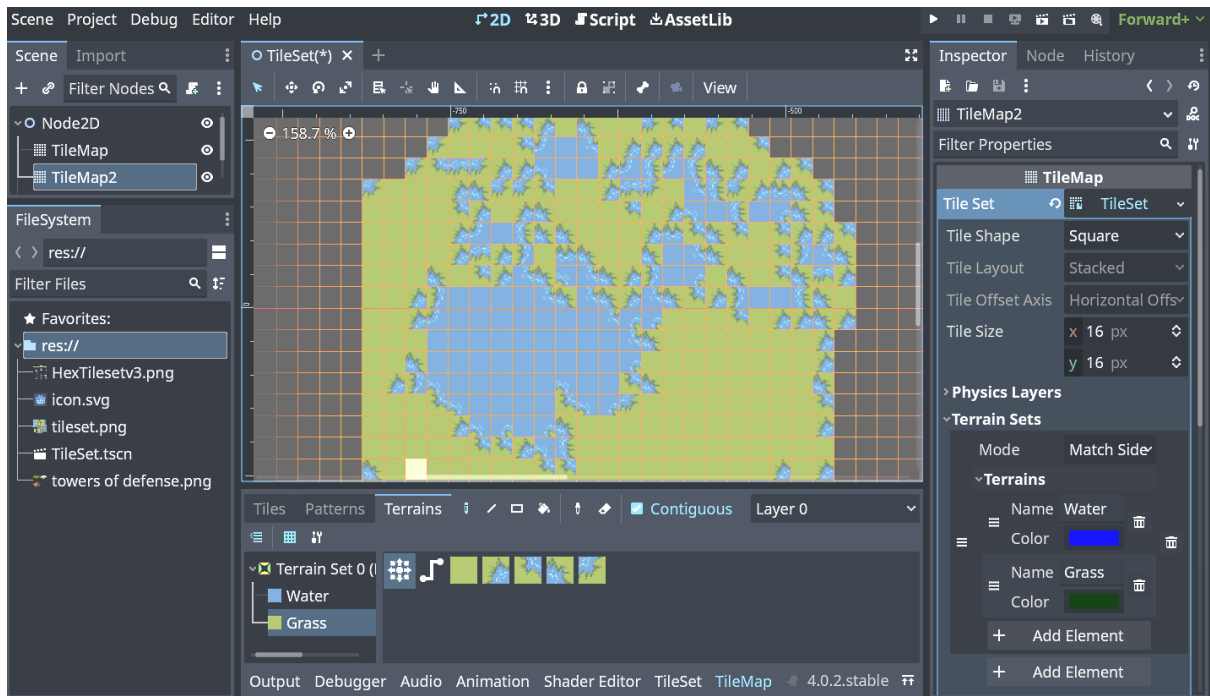 Scene Project Debug Editor Help
2D 3D Script AssetLib
Forward+
Scene Import
Filter Nodes
Node2D
TileMap
TileMap2
FileSystem
res://
Filter Files
Favorites:
res://
HexTilesetv3.png
icon.svg
tileset.png
TileSet.tscn
towers of defense.png
TileSet(*)
View
-750
-500
158.7 %
0
Tiles Patterns Terrains
Contiguous
Layer 0
Terrain Set 0 (
Water
Grass
Output Debugger Audio Animation Shader Editor TileSet TileMap 4.0.2.stable
Inspector Node History
TileMap2
Filter Properties
TileMap
Tile Set TileSet
Tile Shape Square
Tile Layout Stacked
Tile Offset Axis Horizontal Offs
Tile Size x 16 px
y 16 px
Physics Layers
Terrain Sets
Mode Match Side
Terrains
Name Water
Color
Name Grass
Color
+ Add Element
+ Add Element